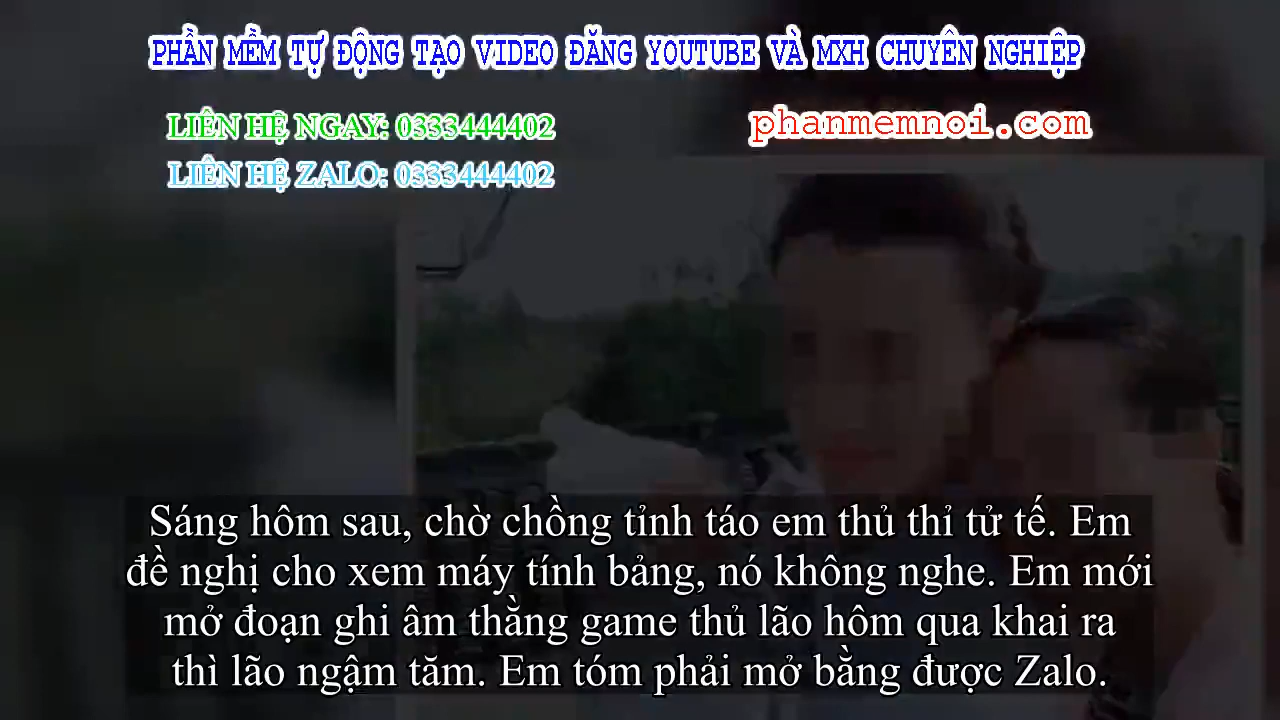 PHẦN MỀM TỰ ĐỘNG TẠO VIDEO ĐĂNG YOUTUBE VÀ MXH CHUYÊN NGHIỆP
LIÊN HỆ NGAY: 0333444402
phanmemnoi.com
LIÊN HỆ ZALO: 0333444402
Sáng hôm sau, chờ chồng tỉnh táo em thủ thỉ tử tế. Em
đề nghị cho xem máy tính bảng, nó không nghe. Em mới
mở đoạn ghi âm thằng game thủ lão hôm qua khai ra
thì lão ngậm tăm. Em tóm phải mở bằng được Zalo.